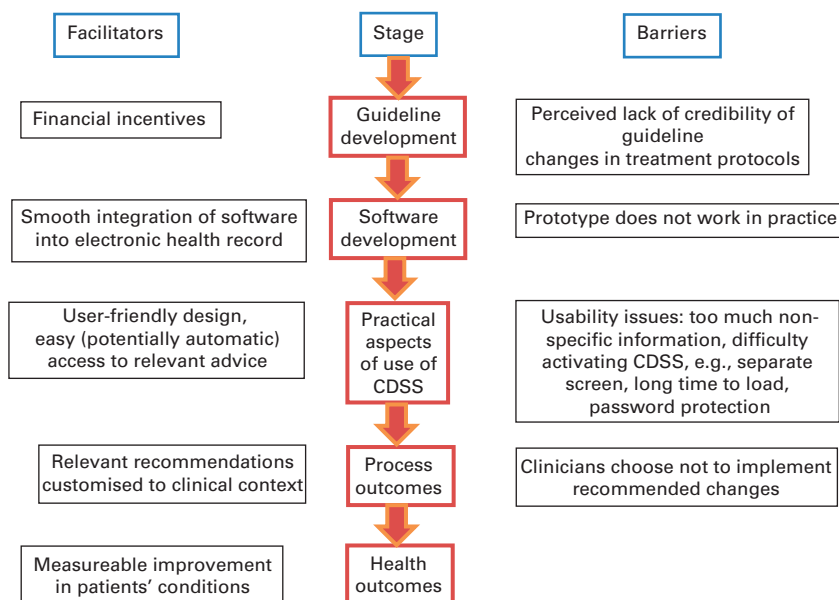 Facilitators
Stage
Barriers
Financial incentives
Guideline
development
Perceived lack of credibility of
guideline
changes in treatment protocols
Smooth integration of software
into electronic health record
Software
development
Prototype does not work in practice
User-friendly design,
easy (potentially automatic)
access to relevant advice
Practical
aspects
of use of
CDSS
Usability issues: too much non-
specific information, difficulty
activating CDSS, e.g., separate
screen, long time to load,
password protection
Relevant recommendations
customised to clinical context
Process
outcomes
Clinicians choose not to implement
recommended changes
Measureable improvement
in patients’ conditions
Health
outcomes